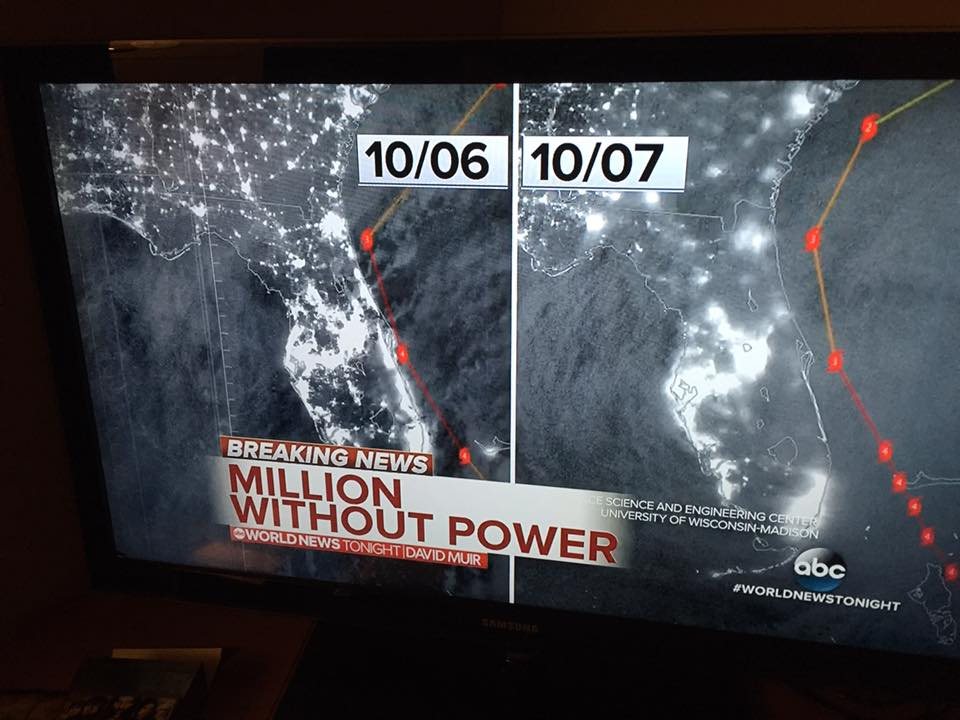 10/06
10/07
BREAKING NEWS
MILLION
WITHOUT POWER
abc WORLD NEWS TONIGHT | DAVID MUIR
CE SCIENCE AND ENGINEERING CENTER
UNIVERSITY OF WISCONSIN-MADISON
abc
#WORLDNEWSTONIGHT
SAMSUNG